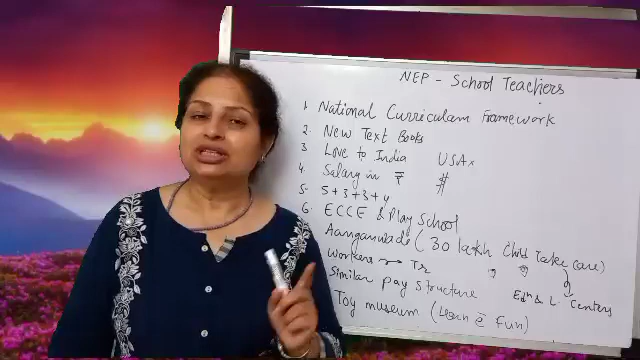 NEP - School Teachers
1. National Curriculam Framework
2. New Text Books
3 Love to India USA x
4. Salary in ₹ #
5. 5+3+3+4
6. ECCE & Play School
Aanganwadi (30 lakh Child Take care)
Workers → Tr
Similar pay structure Edn & L Centers
Toy museum (Learn c̄ fun)